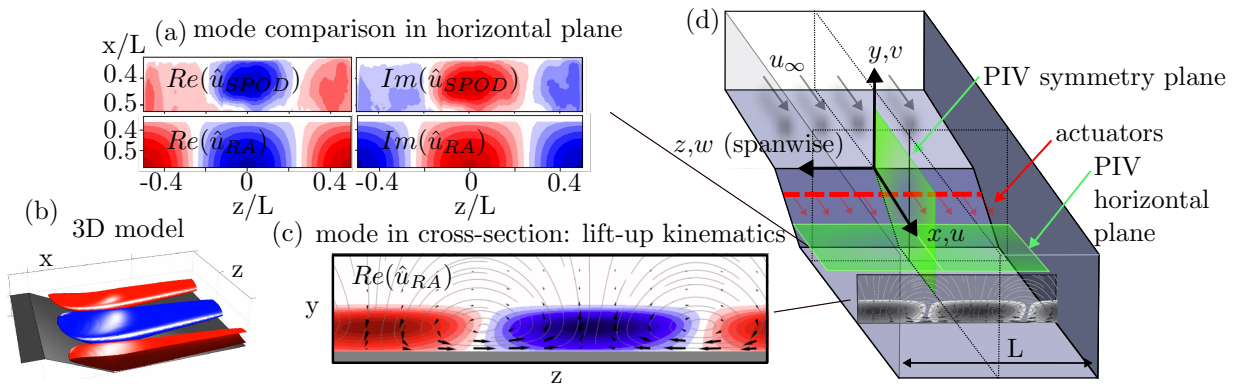 (a) mode comparison in horizontal plane
x/L
0.4
0.5
0.4
0.5
Re(û_SPOD)
Im(û_SPOD)
Re(û_RA)
Im(û_RA)
-0.4 0 0.4 -0.4 0 0.4
z/L z/L
(b)
3D model
x
z
(c) mode in cross-section: lift-up kinematics
Re(û_RA)
y
z
(d)
u_∞
y,v
PIV symmetry plane
z,w (spanwise)
actuators
PIV
horizontal
plane
x,u
L